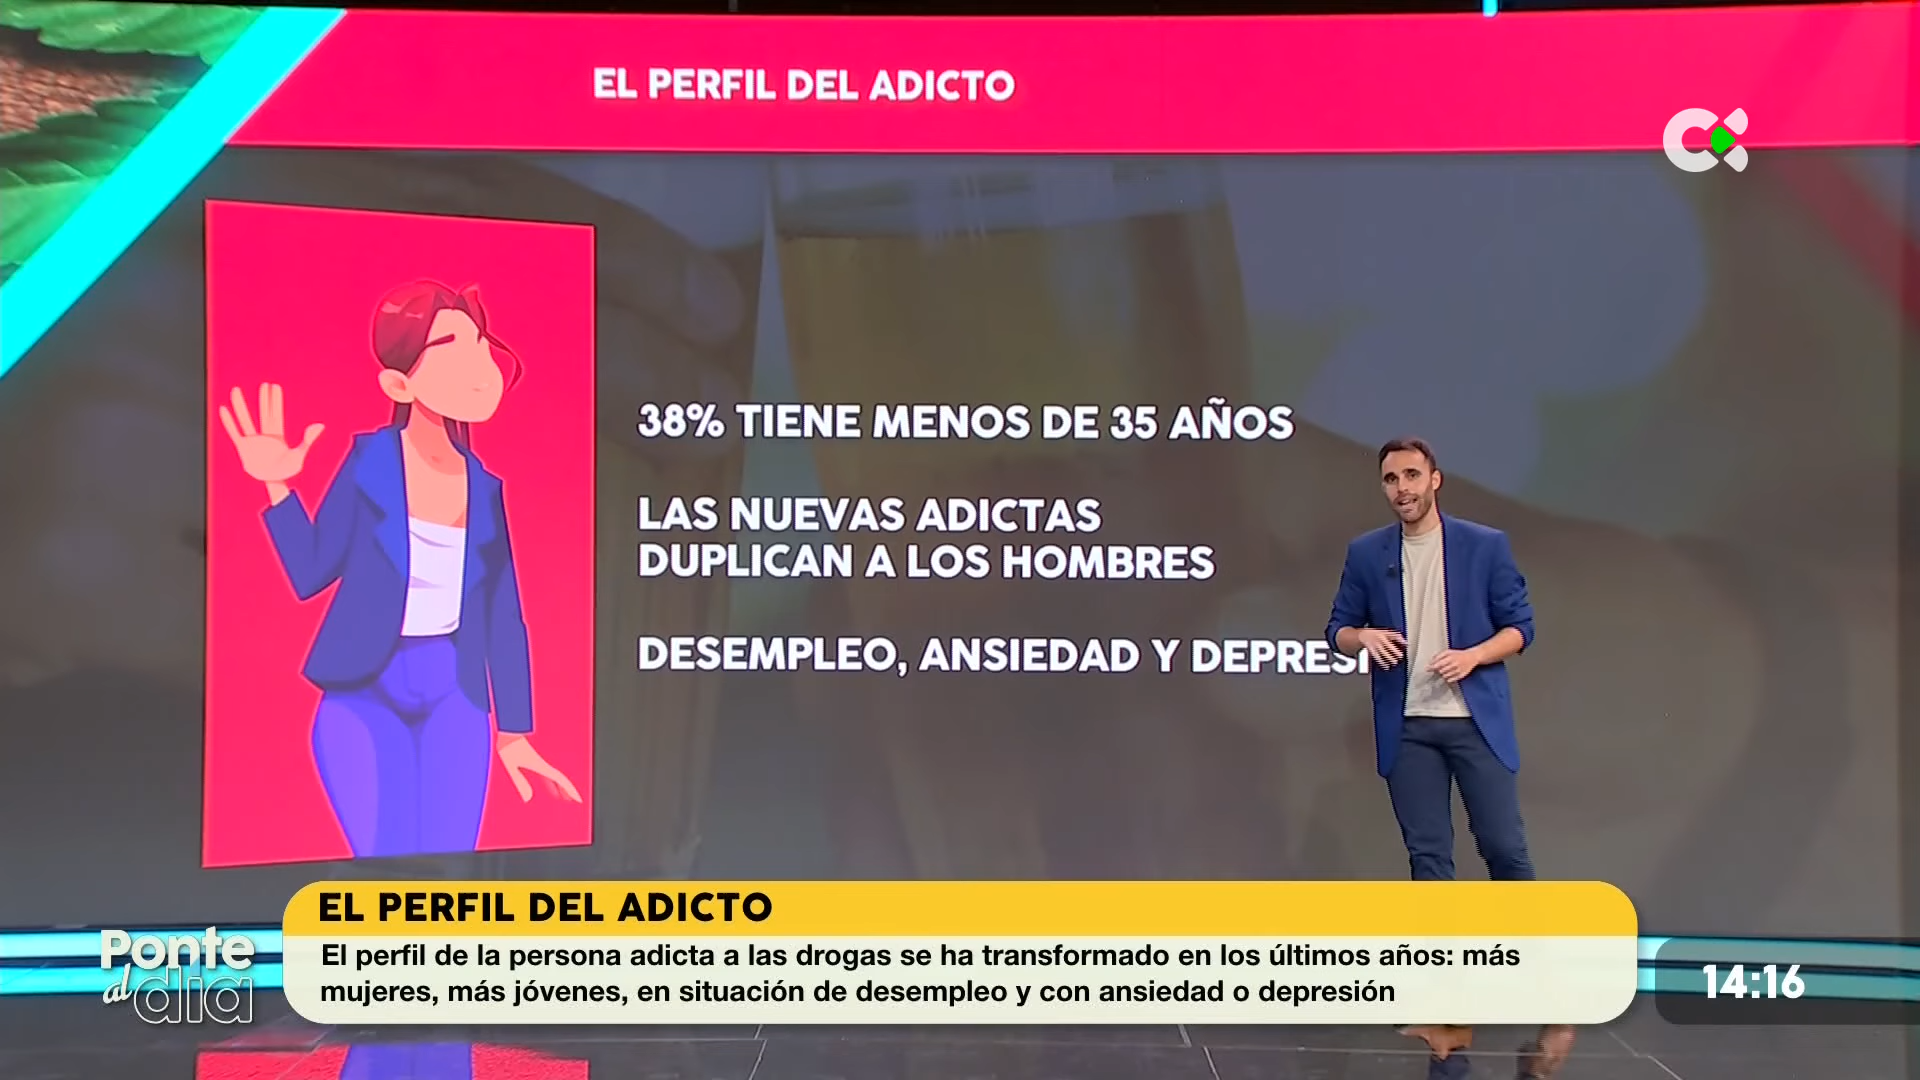 EL PERFIL DEL ADICTO
38% TIENE MENOS DE 35 AÑOS
LAS NUEVAS ADICTAS
DUPLICAN A LOS HOMBRES
DESEMPLEO, ANSIEDAD Y
EL PERFIL DEL ADICTO
El perfil de la persona adicta a las drogas se ha transformado en los últimos años: más
mujeres, más jóvenes, en situación de desempleo y con ansiedad o depresión
Ponte
al dia
14:16